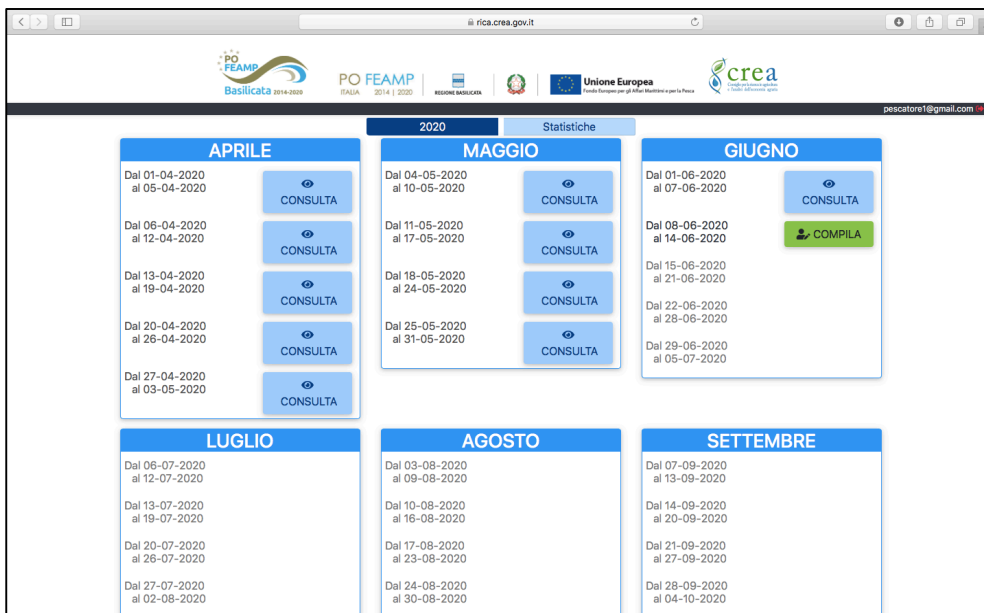 rica.crea.gov.it
PO
FEAMP
Basilicata 2014-2020
PO FEAMP
ITALIA 2014 | 2020
REGIONE BASILICATA
Unione Europea
Fondo Europeo per gli Affari Marittimi e per la Pesca
crea
Consiglio per la ricerca in agricoltura
e l'analisi dell'economia agraria
pescatore1@gmail.com
2020
Statistiche
APRILE
Dal 01-04-2020
al 05-04-2020
CONSULTA
Dal 06-04-2020
al 12-04-2020
CONSULTA
Dal 13-04-2020
al 19-04-2020
CONSULTA
Dal 20-04-2020
al 26-04-2020
CONSULTA
Dal 27-04-2020
al 03-05-2020
CONSULTA
MAGGIO
Dal 04-05-2020
al 10-05-2020
CONSULTA
Dal 11-05-2020
al 17-05-2020
CONSULTA
Dal 18-05-2020
al 24-05-2020
CONSULTA
Dal 25-05-2020
al 31-05-2020
CONSULTA
GIUGNO
Dal 01-06-2020
al 07-06-2020
CONSULTA
Dal 08-06-2020
al 14-06-2020
COMPILA
Dal 15-06-2020
al 21-06-2020
Dal 22-06-2020
al 28-06-2020
Dal 29-06-2020
al 05-07-2020
LUGLIO
Dal 06-07-2020
al 12-07-2020
Dal 13-07-2020
al 19-07-2020
Dal 20-07-2020
al 26-07-2020
Dal 27-07-2020
al 02-08-2020
AGOSTO
Dal 03-08-2020
al 09-08-2020
Dal 10-08-2020
al 16-08-2020
Dal 17-08-2020
al 23-08-2020
Dal 24-08-2020
al 30-08-2020
SETTEMBRE
Dal 07-09-2020
al 13-09-2020
Dal 14-09-2020
al 20-09-2020
Dal 21-09-2020
al 27-09-2020
Dal 28-09-2020
al 04-10-2020